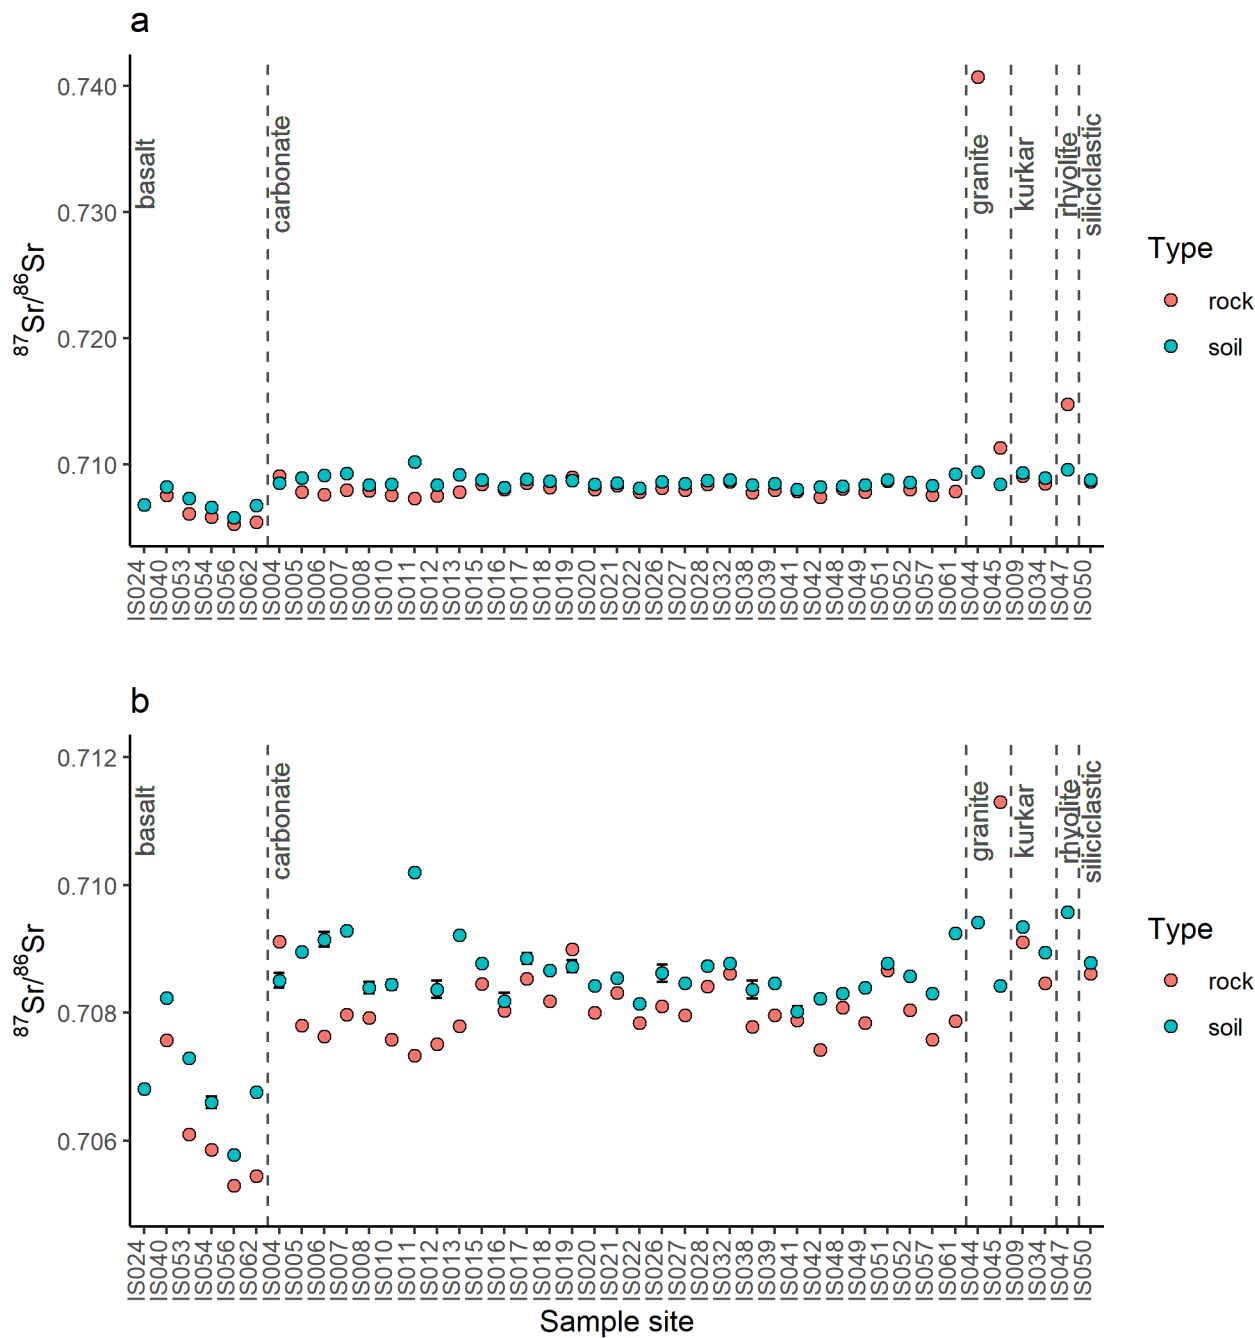 a
0.740
0.730
0.720
0.710
87Sr/86Sr
basalt
carbonate
granite
kurkar
rhyolite
siliciclastic
Type
rock
soil
IS024
IS040
IS053
IS054
IS056
IS062
IS004
IS005
IS006
IS007
IS008
IS010
IS011
IS012
IS013
IS015
IS016
IS017
IS018
IS019
IS020
IS021
IS022
IS026
IS027
IS028
IS032
IS038
IS039
IS041
IS042
IS048
IS049
IS051
IS052
IS057
IS061
IS044
IS045
IS009
IS034
IS047
IS050
b
0.712
0.710
0.708
0.706
87Sr/86Sr
basalt
carbonate
granite
kurkar
rhyolite
siliciclastic
Type
rock
soil
IS024
IS040
IS053
IS054
IS056
IS062
IS004
IS005
IS006
IS007
IS008
IS010
IS011
IS012
IS013
IS015
IS016
IS017
IS018
IS019
IS020
IS021
IS022
IS026
IS027
IS028
IS032
IS038
IS039
IS041
IS042
IS048
IS049
IS051
IS052
IS057
IS061
IS044
IS045
IS009
IS034
IS047
IS050
Sample site